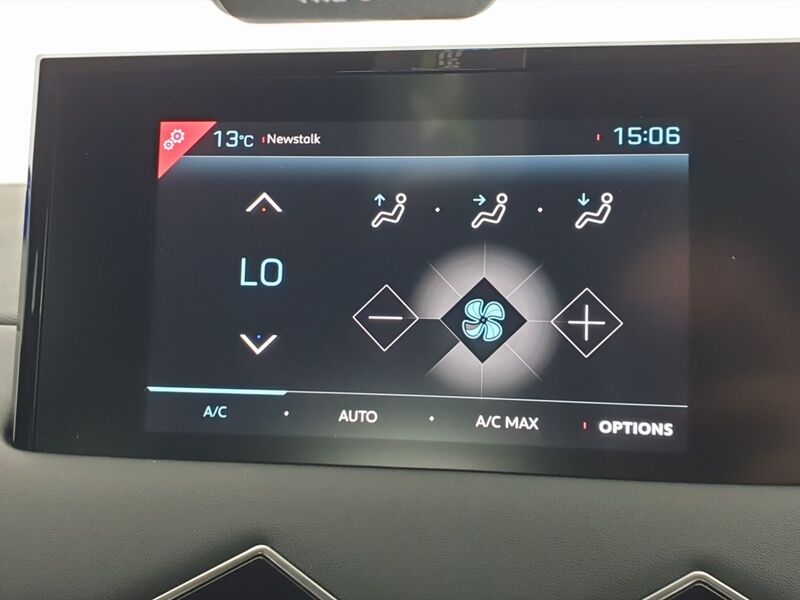 13°C Newstalk 15:06
LO
A/C AUTO A/C MAX OPTIONS